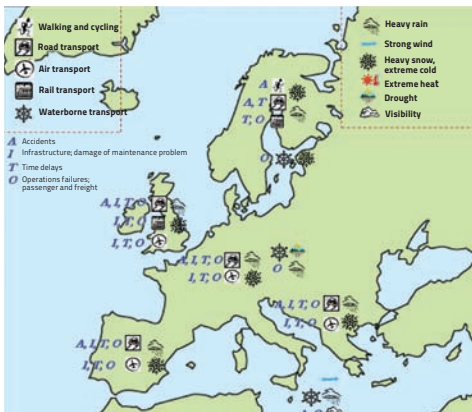 Walking and cycling
Road transport
Air transport
Rail transport
Waterborne transport
A Accidents
I Infrastructure; damage of maintenance problem
T Time delays
O Operations failures;
passenger and freight
Heavy rain
Strong wind
Heavy snow,
extreme cold
Extreme heat
Drought
Visibility
A
A, T
T, O
O
A, I, T, O
I, T, O
I, T, O
A, I, T, O
I, T, O
O
A, I, T, O
I, T, O
A, I, T, O
I, T, O